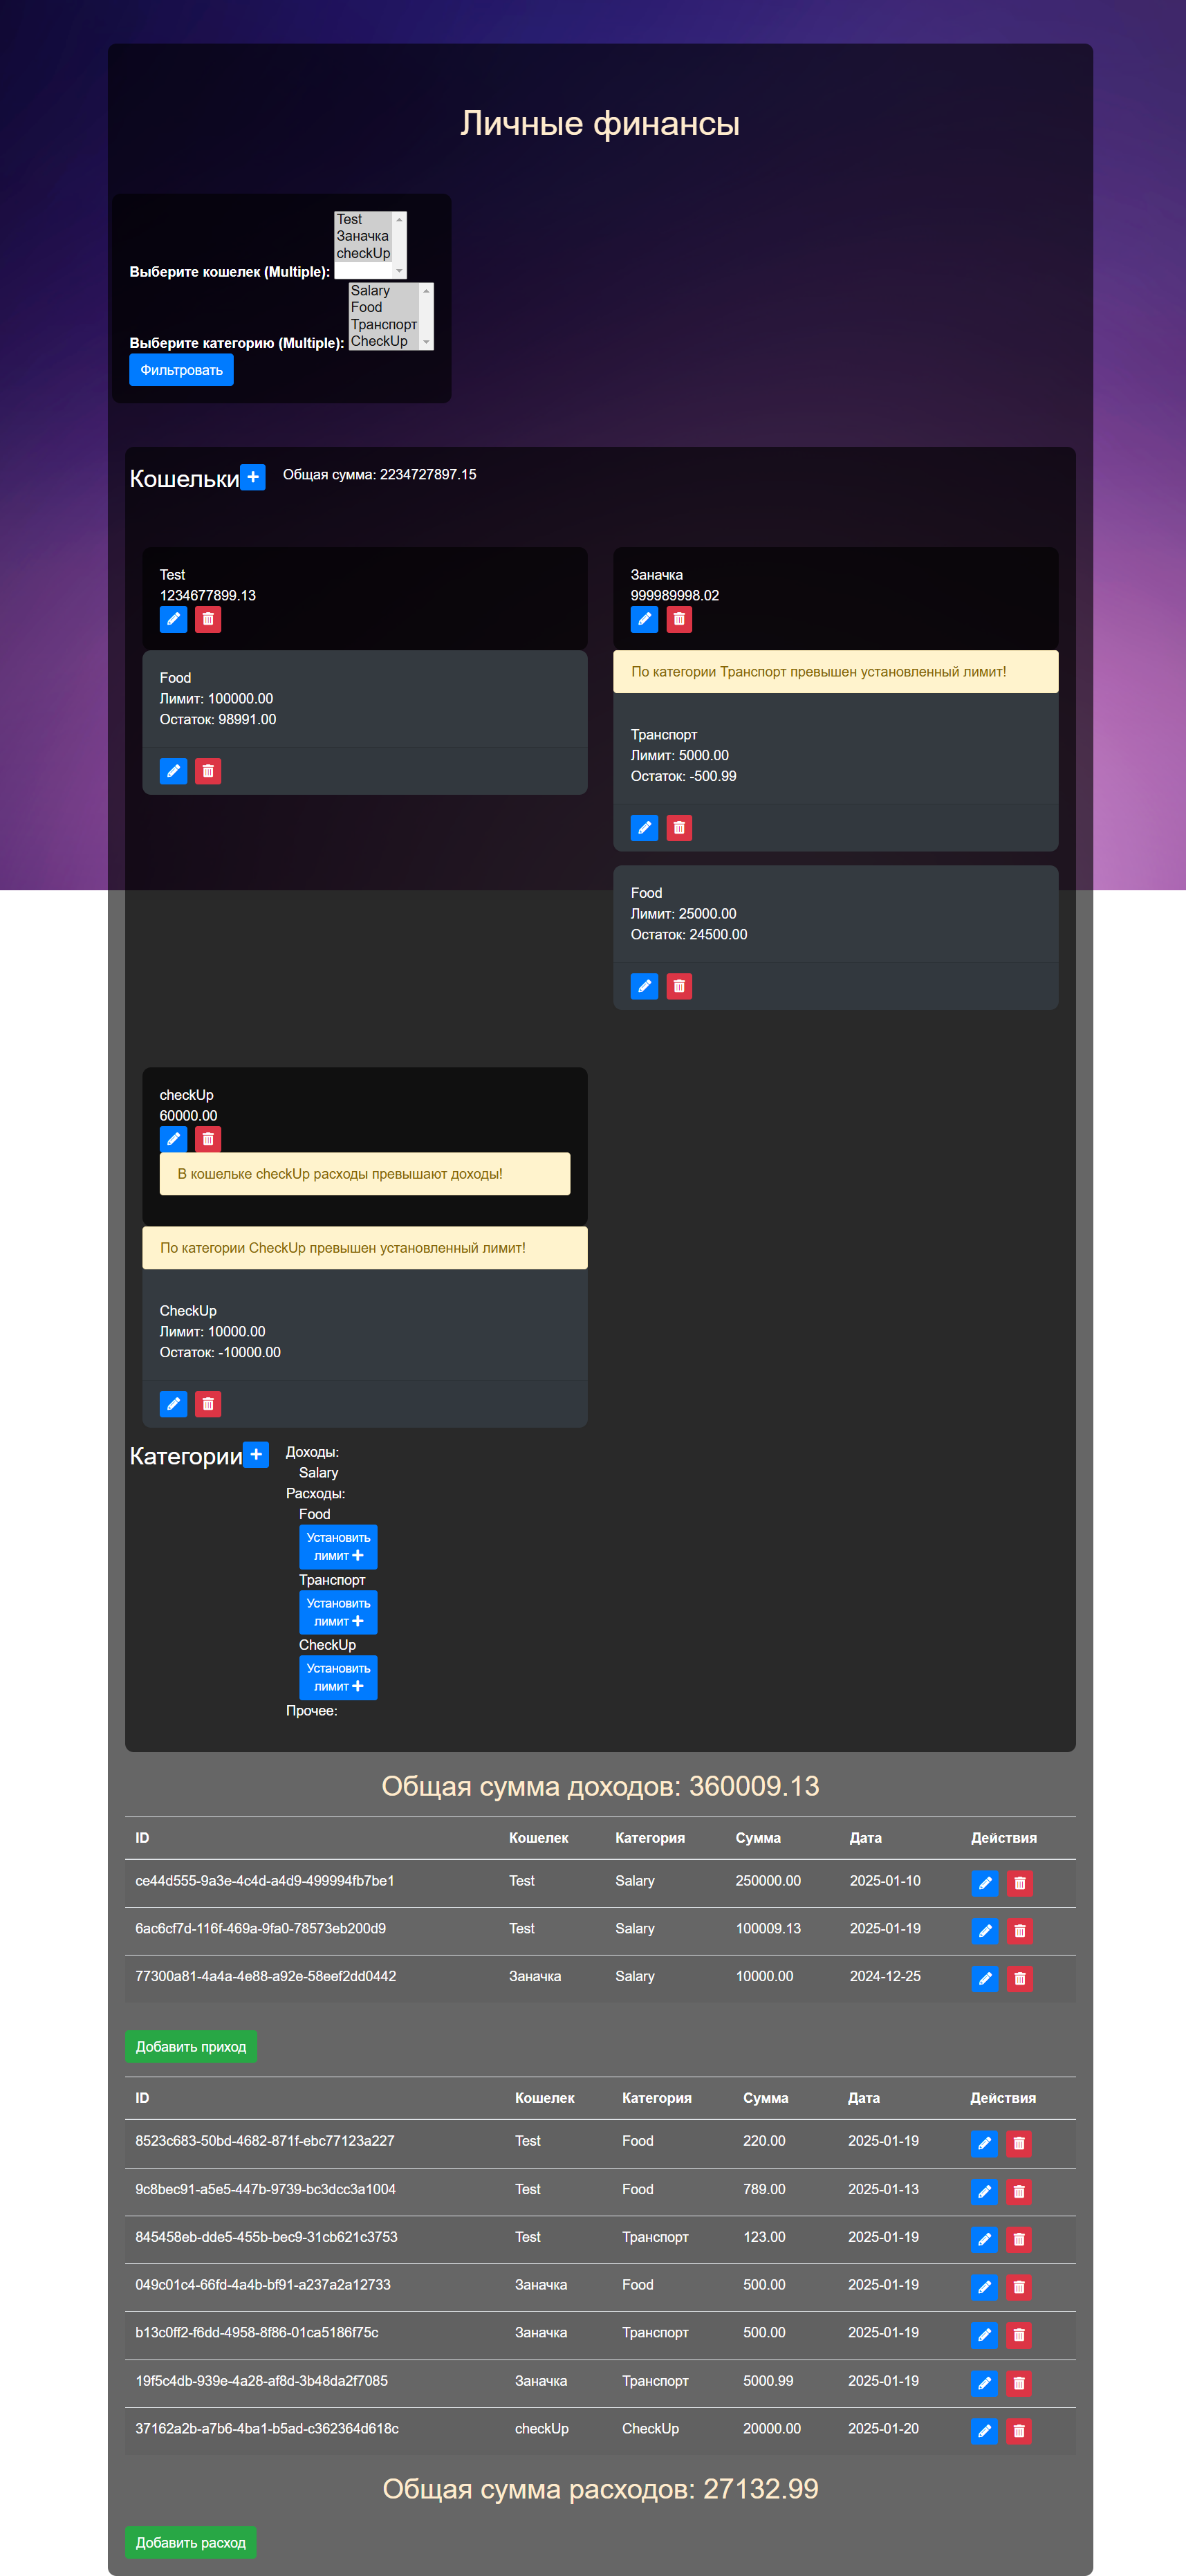 Личные финансы
Выберите кошелек (Multiple):
Test
Заначка
checkUp
Выберите категорию (Multiple):
Salary
Food
Транспорт
CheckUp
Фильтровать
Кошельки
Общая сумма: 2234727897.15
Test
1234677899.13
Food
Лимит: 100000.00
Остаток: 98991.00
Заначка
999989998.02
По категории Транспорт превышен установленный лимит!
Транспорт
Лимит: 5000.00
Остаток: -500.99
Food
Лимит: 25000.00
Остаток: 24500.00
checkUp
60000.00
В кошельке checkUp расходы превышают доходы!
По категории CheckUp превышен установленный лимит!
CheckUp
Лимит: 10000.00
Остаток: -10000.00
Категории
Доходы:
Salary
Расходы:
Food
Установить
лимит
Транспорт
Установить
лимит
CheckUp
Установить
лимит
Прочее:
Общая сумма доходов: 360009.13
ID Кошелек Категория Сумма Дата Действия
ce44d555-9a3e-4c4d-a4d9-499994fb7be1 Test Salary 250000.00 2025-01-10
6ac6cf7d-116f-469a-9fa0-78573eb200d9 Test Salary 100009.13 2025-01-19
77300a81-4a4a-4e88-a92e-58eef2dd0442 Заначка Salary 10000.00 2024-12-25
Добавить приход
ID Кошелек Категория Сумма Дата Действия
8523c683-50bd-4682-871f-ebc77123a227 Test Food 220.00 2025-01-19
9c8bec91-a5e5-447b-9739-bc3dcc3a1004 Test Food 789.00 2025-01-13
845458eb-dde5-455b-bec9-31cb621c3753 Test Транспорт 123.00 2025-01-19
049c01c4-66fd-4a4b-bf91-a237a2a12733 Заначка Food 500.00 2025-01-19
b13c0ff2-f6dd-4958-8f86-01ca5186f75c Заначка Транспорт 500.00 2025-01-19
19f5c4db-939e-4a28-af8d-3b48da2f7085 Заначка Транспорт 5000.99 2025-01-19
37162a2b-a7b6-4ba1-b5ad-c362364d618c checkUp CheckUp 20000.00 2025-01-20
Общая сумма расходов: 27132.99
Добавить расход